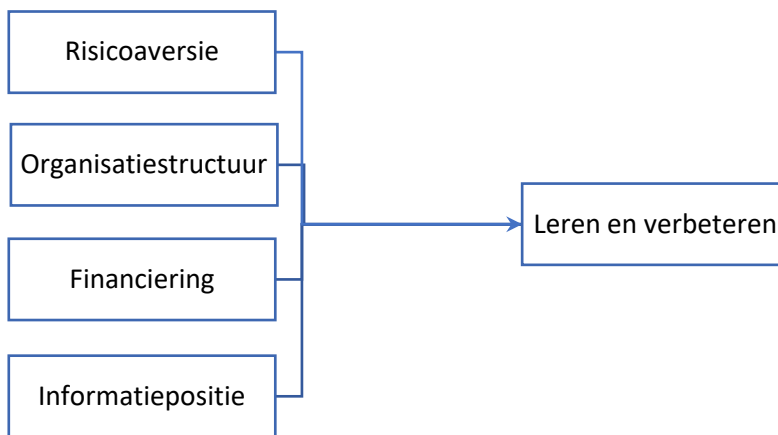 Risicoaversie
Organisatiestructuur
Financiering
Informatiepositie
Leren en verbeteren